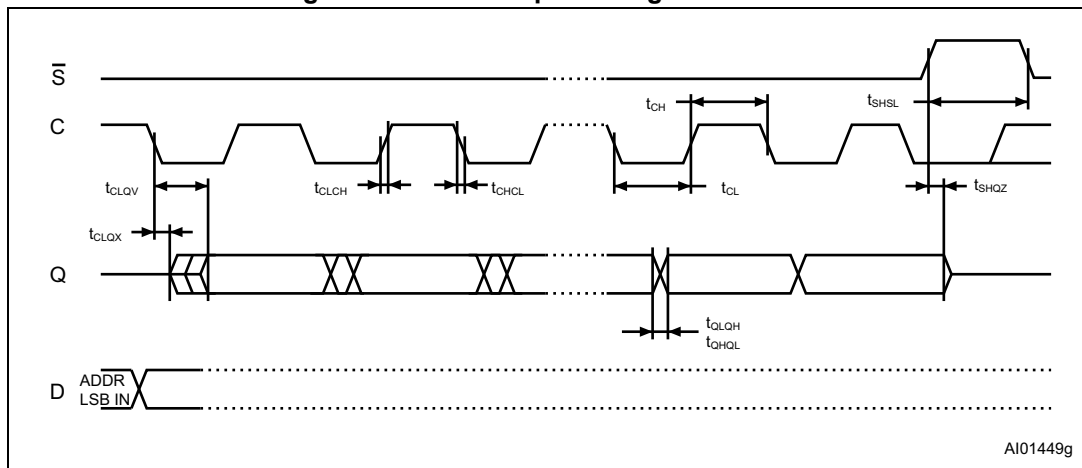 S̅
tCH
tSHSL
C
tCLQV
tCLCH
tCHCL
tCL
tSHQZ
tCLQX
Q
tQLQH
tQHQL
D
ADDR
LSB IN
AI01449g